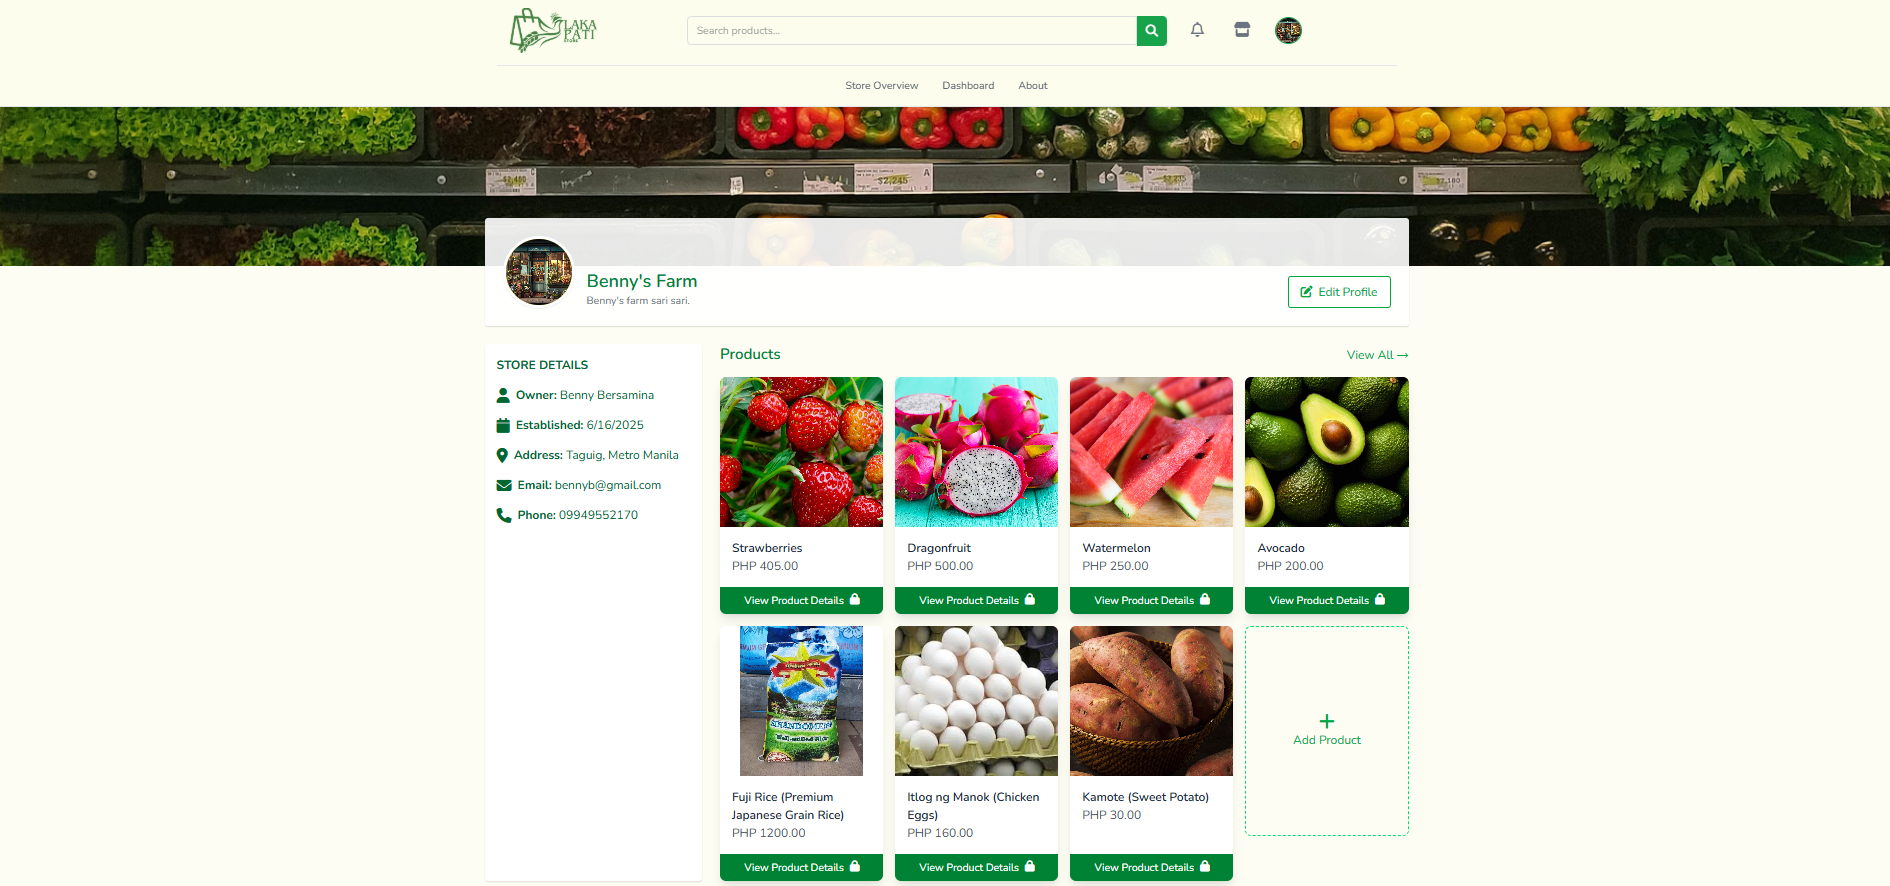 LAKA
PATI
Search products...
Store Overview
Dashboard
About
$2,245
A
Benny's Farm
Benny's farm sari sari.
Edit Profile
STORE DETAILS
Owner: Benny Bersamina
Established: 6/16/2025
Address: Taguig, Metro Manila
Email: bennyb@gmail.com
Phone: 09949552170
Products
View All →
Strawberries
PHP 405.00
View Product Details
Dragonfruit
PHP 500.00
View Product Details
Watermelon
PHP 250.00
View Product Details
Avocado
PHP 200.00
View Product Details
Fuji Rice (Premium
Japanese Grain Rice)
PHP 1200.00
View Product Details
Itlog ng Manok (Chicken
Eggs)
PHP 160.00
View Product Details
Kamote (Sweet Potato)
PHP 30.00
View Product Details
Add Product